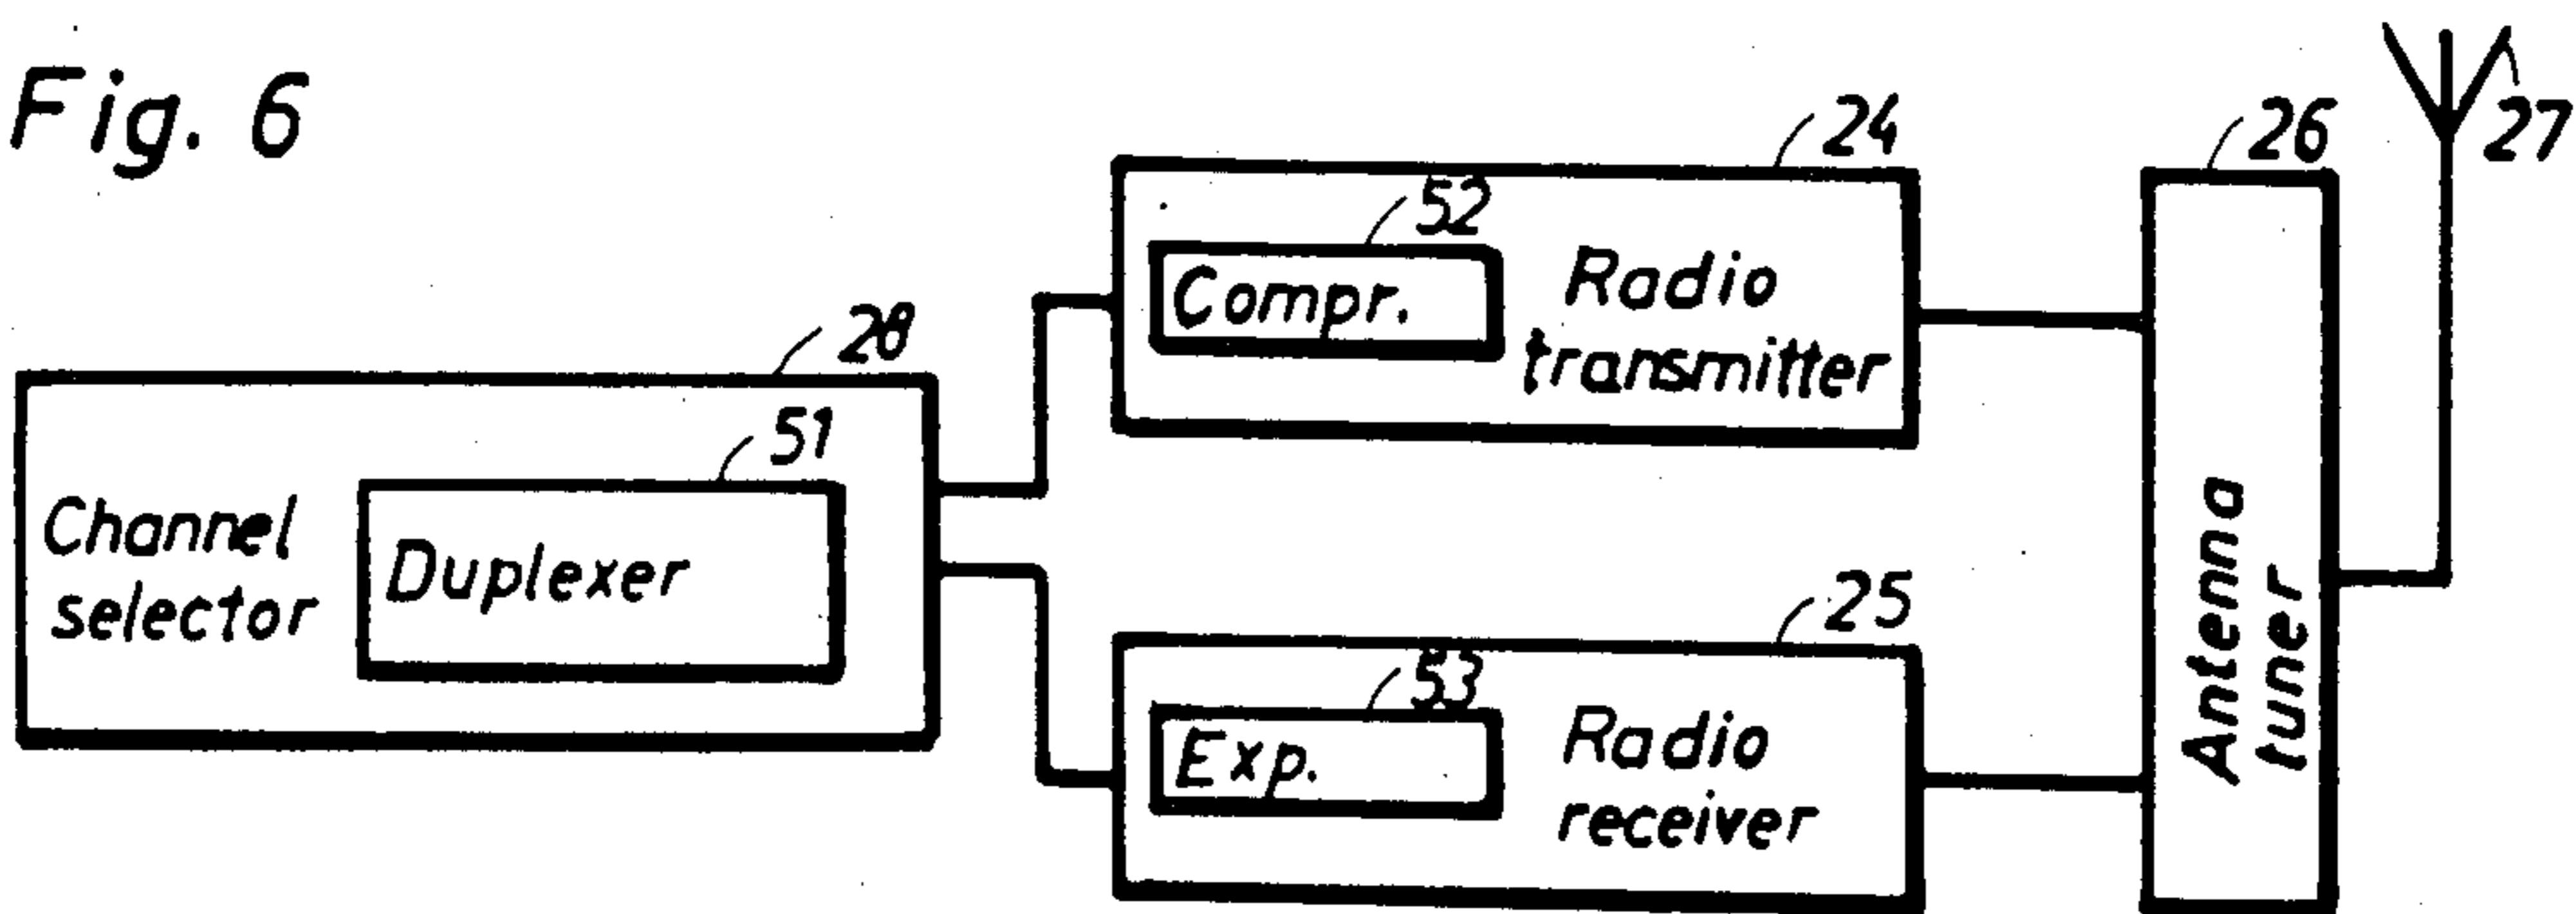 Fig. 6
24
26
27
52
Compr.
Radio
transmitter
28
51
Channel
selector
Duplexer
25
53
Exp.
Radio
receiver
Antenna
tuner